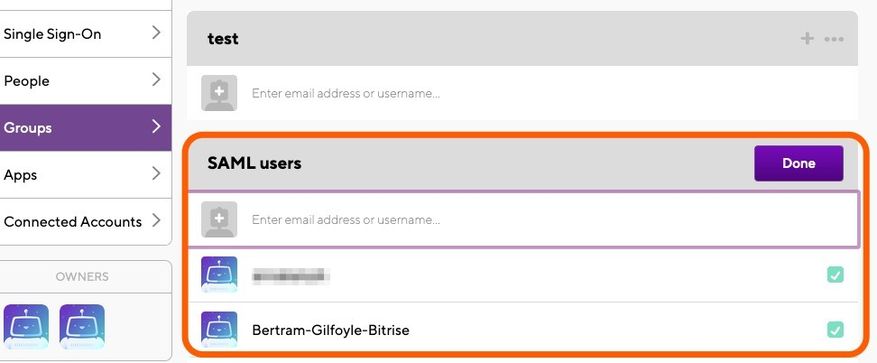 Single Sign-On
People
Groups
Apps
Connected Accounts
OWNERS
test
Enter email address or username...
SAML users
Done
Enter email address or username...
Bertram-Gilfoyle-Bitrise